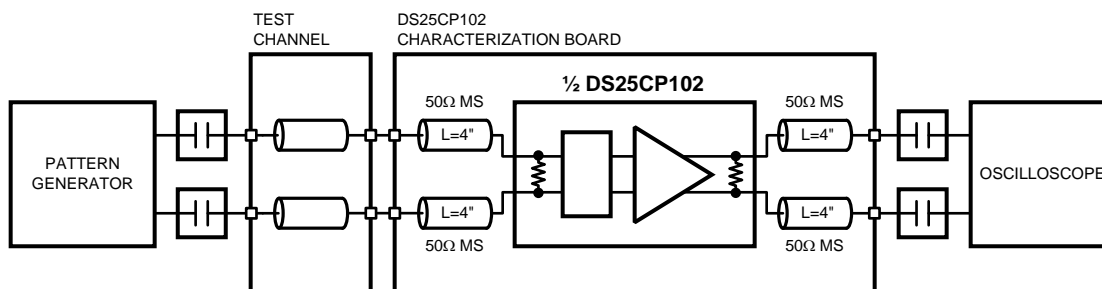 TEST
CHANNEL
DS25CP102
CHARACTERIZATION BOARD
½ DS25CP102
50Ω MS
50Ω MS
L=4"
L=4"
PATTERN
GENERATOR
OSCILLOSCOPE
L=4"
L=4"
50Ω MS
50Ω MS